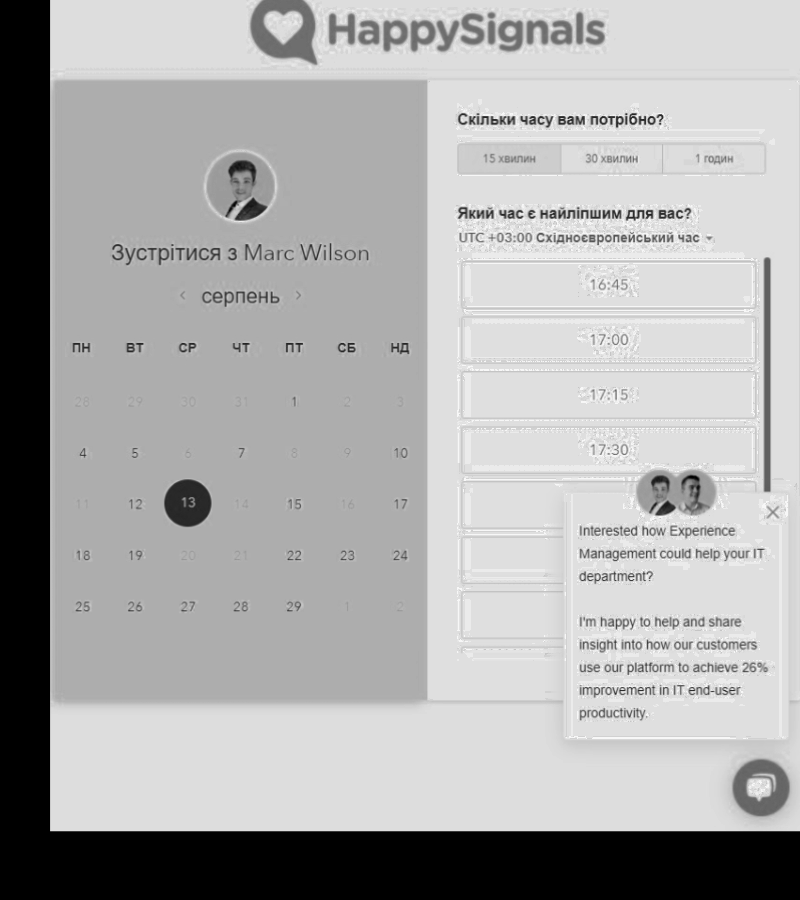 HappySignals
Зустрітися з Marc Wilson
серпень
ПН ВТ СР ЧТ ПТ СБ НД
28 29 30 31 1 2 3
4 5 6 7 8 9 10
11 12 13 14 15 16 17
18 19 20 21 22 23 24
25 26 27 28 29 1 2
Скільки часу вам потрібно?
15 хвилин 30 хвилин 1 годин
Який час є найліпшим для вас?
UTC +03:00 Східноєвропейський час
16:45
17:00
17:15
17:30
Interested how Experience
Management could help your IT
department?
I'm happy to help and share
insight into how our customers
use our platform to achieve 26%
improvement in IT end-user
productivity.